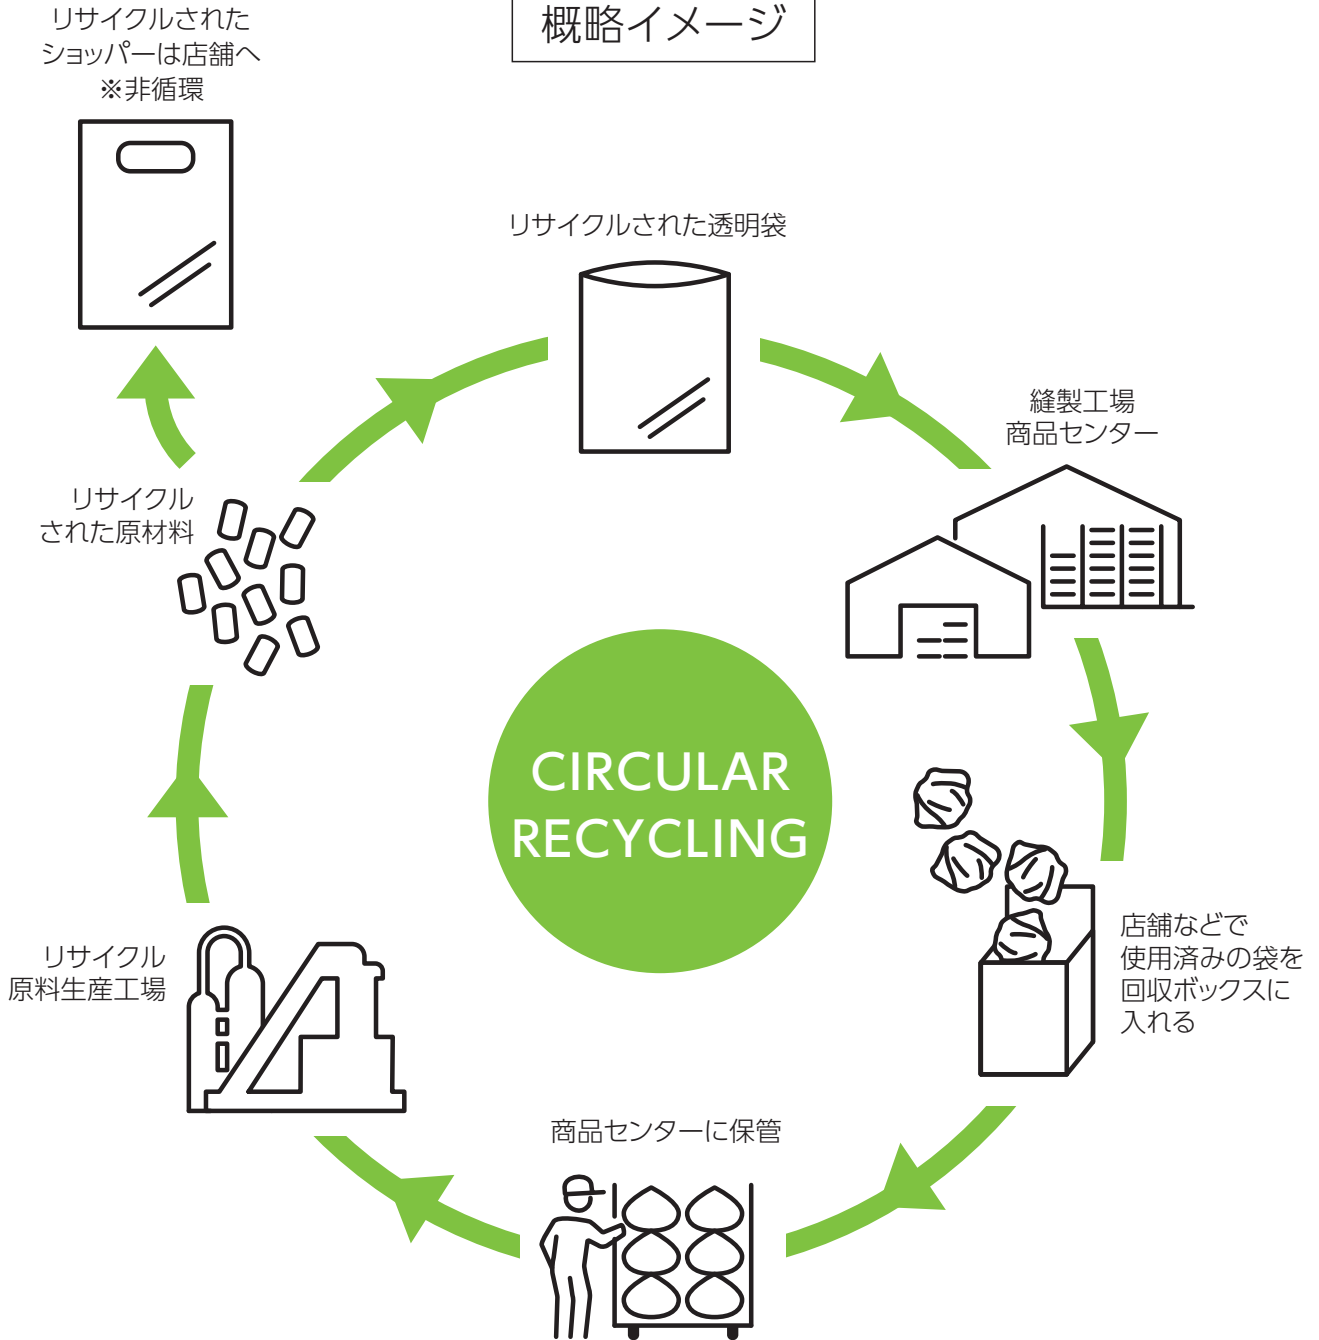 概略イメージ
リサイクルされた
ショッパーは店舗へ
※非循環
リサイクルされた透明袋
縫製工場
商品センター
店舗などで
使用済みの袋を
回収ボックスに
入れる
商品センターに保管
リサイクル
原料生産工場
リサイクル
された原材料
CIRCULAR
RECYCLING